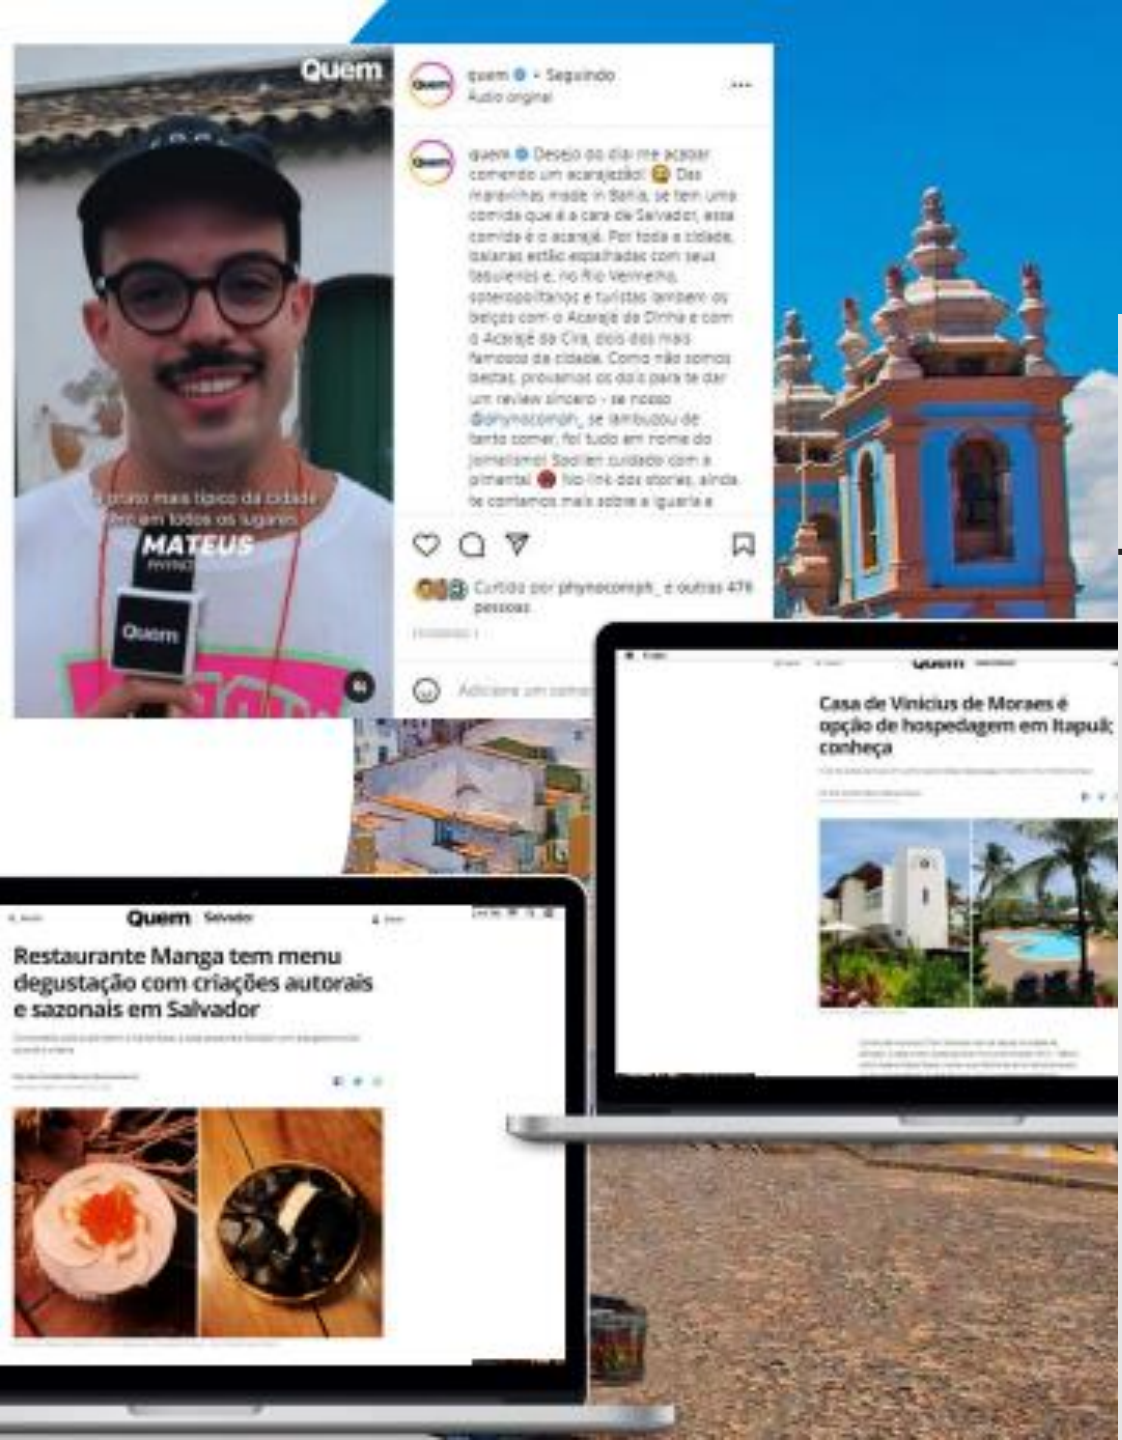 Quem
quem • Seguindo
Áudio original
quem Desejo do dia: me acabar
comendo um acarajezão! Das
maravilhas made in Bahia, se tem uma
comida que é a cara de Salvador, essa
comida é o acarajé. Por toda a cidade,
baianas estão espalhadas com seus
tabuleiros e, no Rio Vermelho,
soteropolitanos e turistas lambem os
beiços com o Acarajé da Dinha e com
o Acarajé da Cira, dois dos mais
famosos da cidade. Como não somos
bestas, provamos os dois para te dar
um review sincero - se nosso
@phynocomph_ se lambuzou de
tanto comer, foi tudo em nome do
jornalismo! Spoiler: cuidado com a
pimenta! No link dos stories, ainda
te contamos mais sobre a iguaria e
prato mais típico da cidade
em todos os lugares
MATEUS
Quem
Curtido por phynocomph_ e outras 476
pessoas
Adicione um comen
Quem
Casa de Vinicius de Moraes é
opção de hospedagem em Itapuã;
conheça
Quem Salvador
Restaurante Manga tem menu
degustação com criações autorais
e sazonais em Salvador